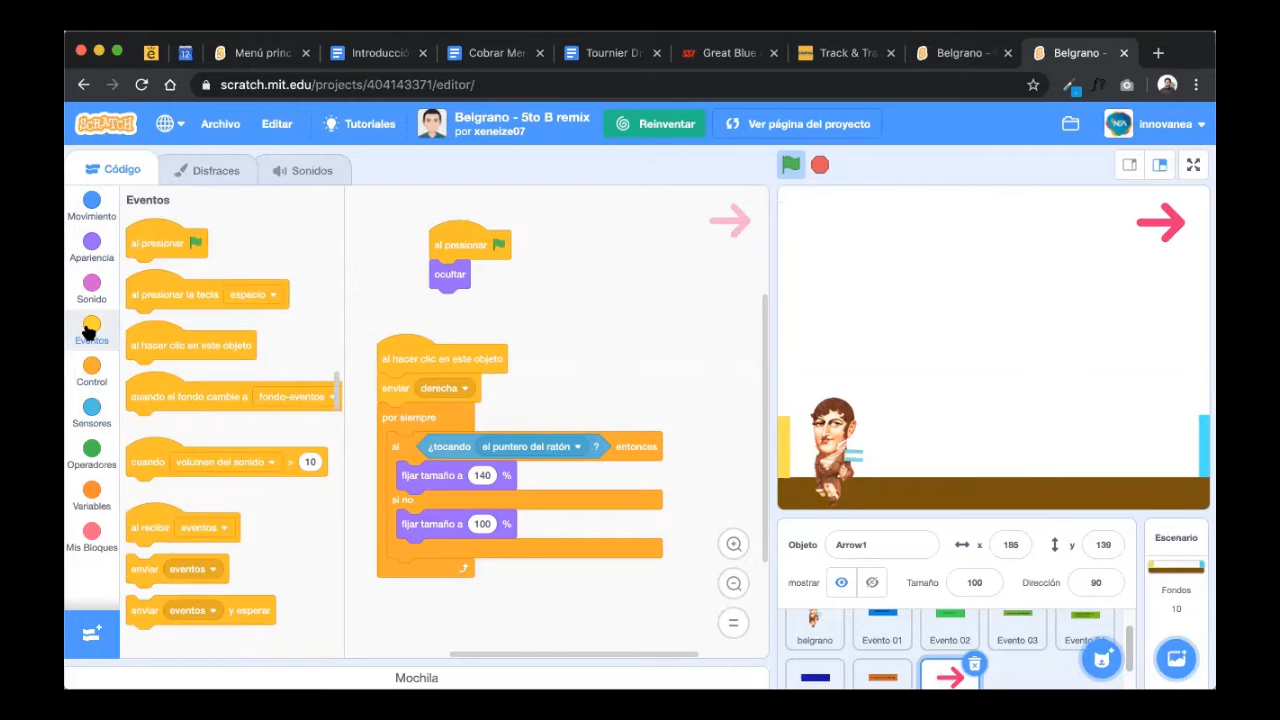 Menú princ
Introducció
Cobrar Mer
Tournier D
Great Blue
Track & Tra
Belgrano -
Belgrano -
scratch.mit.edu/projects/404143371/editor/
SCRATCH
Archivo
Editar
Tutoriales
Belgrano - 5to B remix
por xeneize07
Reinventar
Ver página del proyecto
innovanea
Código
Disfraces
Sonidos
Movimiento
Apariencia
Sonido
Eventos
Control
Sensores
Operadores
Variables
Mis Bloques
Eventos
al presionar
al presionar la tecla espacio
al hacer clic en este objeto
cuando el fondo cambie a fondo-eventos
cuando volumen del sonido > 10
al recibir eventos
enviar eventos
enviar eventos y esperar
al presionar
ocultar
al hacer clic en este objeto
enviar derecha
por siempre
si ¿tocando el puntero del ratón ? entonces
fijar tamaño a 140 %
si no
fijar tamaño a 100 %
Mochila
Objeto Arrow1 x 185 y 139
mostrar Tamaño 100 Dirección 90
belgrano
Evento 01
Evento 02
Evento 03
Escenario
Fondos
10